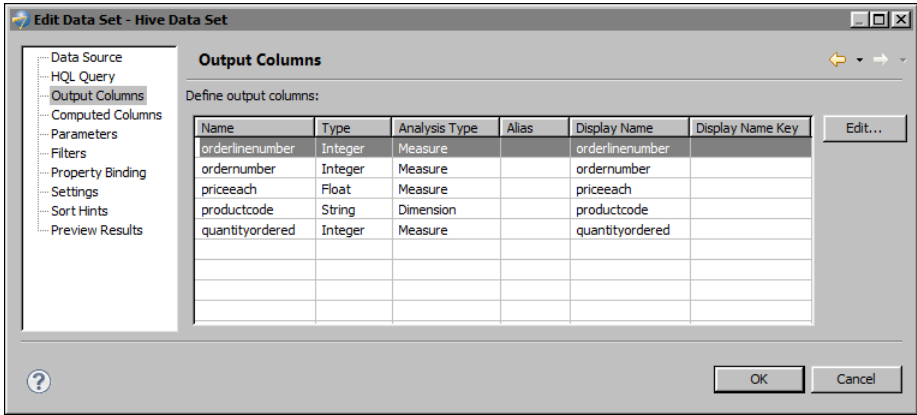 Edit Data Set - Hive Data Set
Data Source
HQL Query
Output Columns
Computed Columns
Parameters
Filters
Property Binding
Settings
Sort Hints
Preview Results
Output Columns
Define output columns:
Name Type Analysis Type Alias Display Name Display Name Key
orderlinenumber Integer Measure orderlinenumber
ordernumber Integer Measure ordernumber
priceeach Float Measure priceeach
productcode String Dimension productcode
quantityordered Integer Measure quantityordered
Edit...
?
OK Cancel